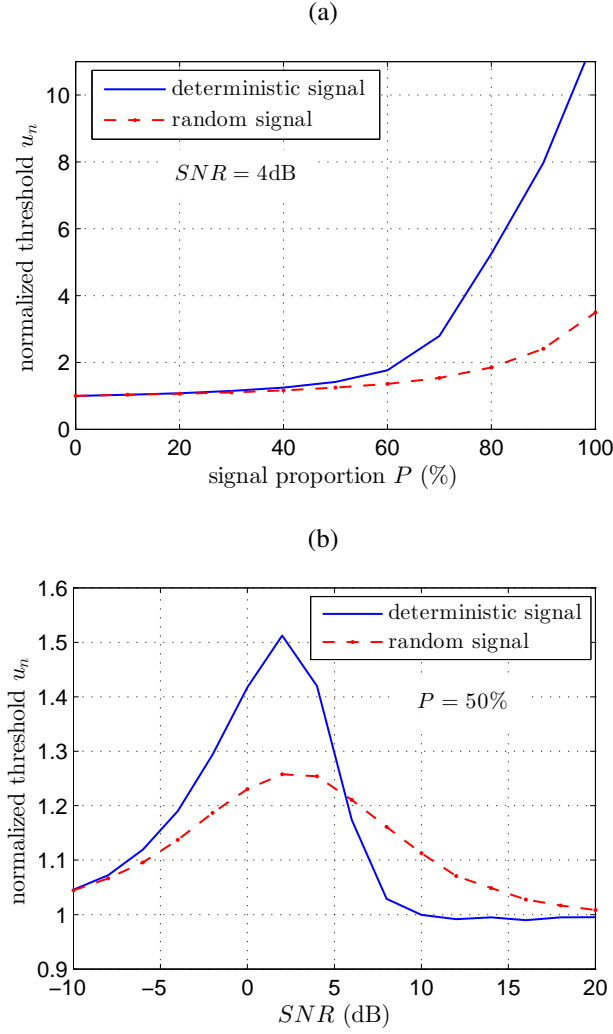 (a)
normalized threshold u_n
10
8
6
4
2
0
deterministic signal
random signal
SNR = 4dB
0 20 40 60 80 100
signal proportion P (%)
(b)
normalized threshold u_n
1.6
1.5
1.4
1.3
1.2
1.1
1
0.9
deterministic signal
random signal
P = 50%
−10 −5 0 5 10 15 20
SNR (dB)